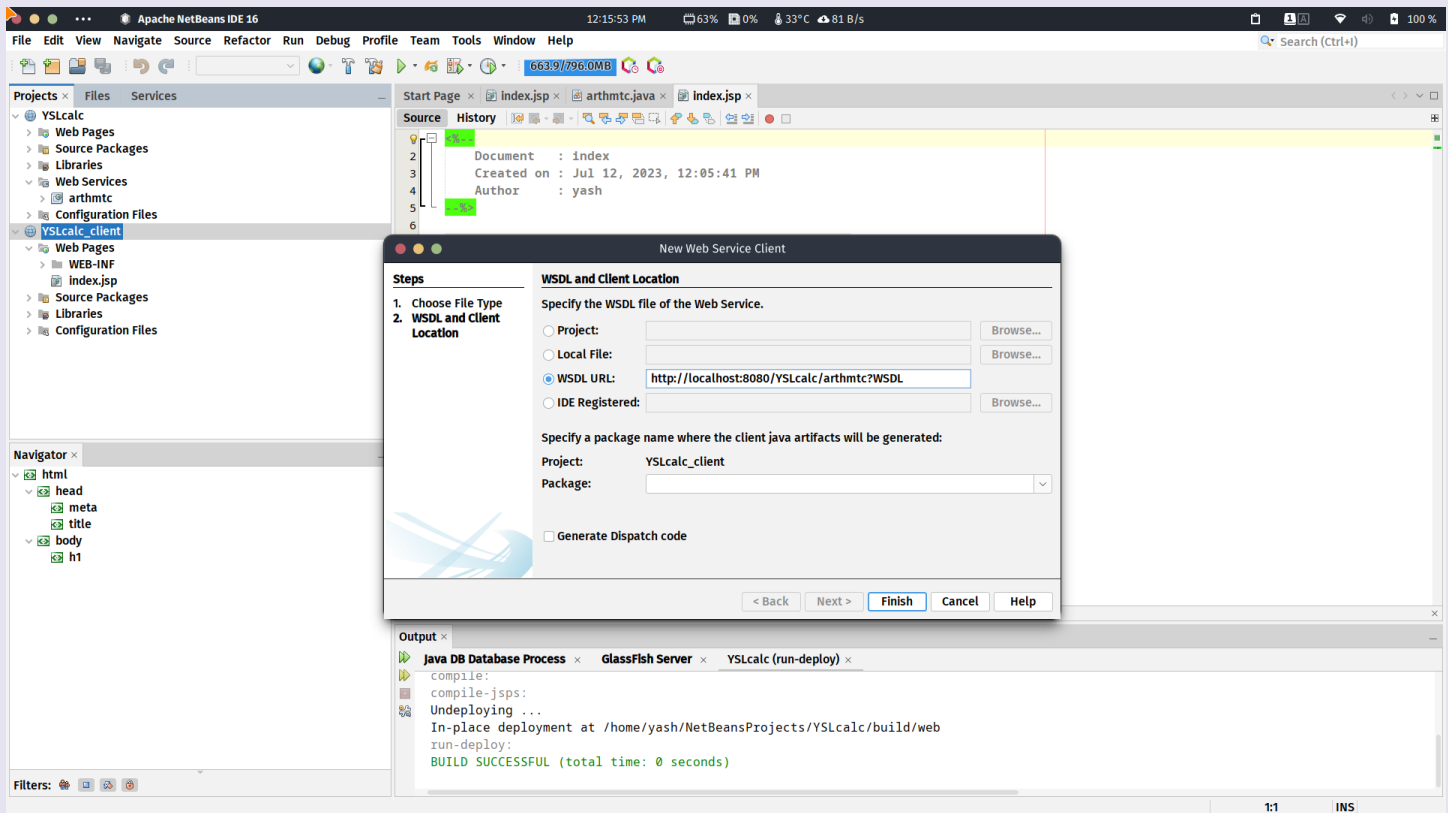 Apache NetBeans IDE 16 12:15:53 PM 63% 0% 33°C 81 B/s 1 A 100 %
File Edit View Navigate Source Refactor Run Debug Profile Team Tools Window Help Search (Ctrl+I)
663.9/796.0MB
Projects Files Services
YSLcalc
Web Pages
Source Packages
Libraries
Web Services
arthmtc
Configuration Files
YSLcalc_client
Web Pages
WEB-INF
index.jsp
Source Packages
Libraries
Configuration Files
Navigator
html
head
meta
title
body
h1
Filters:
Start Page index.jsp arthmtc.java index.jsp
Source History
<%--
2 Document : index
3 Created on : Jul 12, 2023, 12:05:41 PM
4 Author : yash
5 --%>
6
New Web Service Client
Steps
1. Choose File Type
2. WSDL and Client
Location
WSDL and Client Location
Specify the WSDL file of the Web Service.
Project: Browse...
Local File: Browse...
WSDL URL: http://localhost:8080/YSLcalc/arthmtc?WSDL
IDE Registered: Browse...
Specify a package name where the client java artifacts will be generated:
Project: YSLcalc_client
Package:
Generate Dispatch code
< Back Next > Finish Cancel Help
Output
Java DB Database Process GlassFish Server YSLcalc (run-deploy)
compile:
compile-jsps:
Undeploying ...
In-place deployment at /home/yash/NetBeansProjects/YSLcalc/build/web
run-deploy:
BUILD SUCCESSFUL (total time: 0 seconds)
1:1 INS